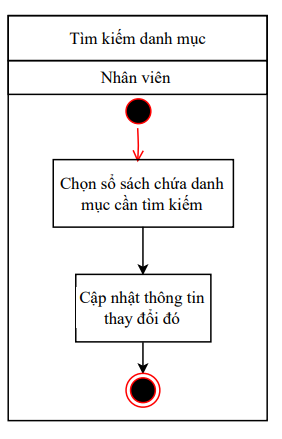 Tìm kiếm danh mục
Nhân viên
Chọn sổ sách chứa danh
mục cần tìm kiếm
Cập nhật thông tin
thay đổi đó